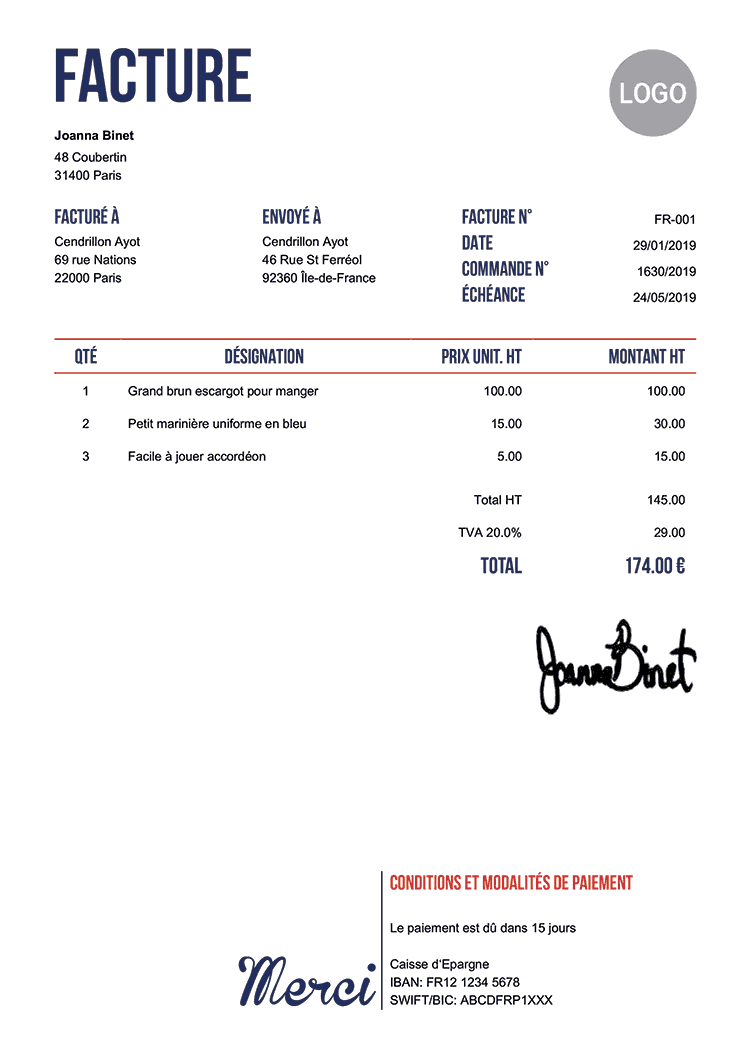 FACTURE
LOGO
Joanna Binet
48 Coubertin
31400 Paris
FACTURÉ À
Cendrillon Ayot
69 rue Nations
22000 Paris
ENVOYÉ À
Cendrillon Ayot
46 Rue St Ferréol
92360 Île-de-France
FACTURE N° FR-001
DATE 29/01/2019
COMMANDE N° 1630/2019
ÉCHÉANCE 24/05/2019
QTÉ DÉSIGNATION PRIX UNIT. HT MONTANT HT
1 Grand brun escargot pour manger 100.00 100.00
2 Petit marinière uniforme en bleu 15.00 30.00
3 Facile à jouer accordéon 5.00 15.00
Total HT 145.00
TVA 20.0% 29.00
TOTAL 174.00 €
Joanna Binet
Merci
CONDITIONS ET MODALITÉS DE PAIEMENT
Le paiement est dû dans 15 jours
Caisse d'Epargne
IBAN: FR12 1234 5678
SWIFT/BIC: ABCDFRP1XXX